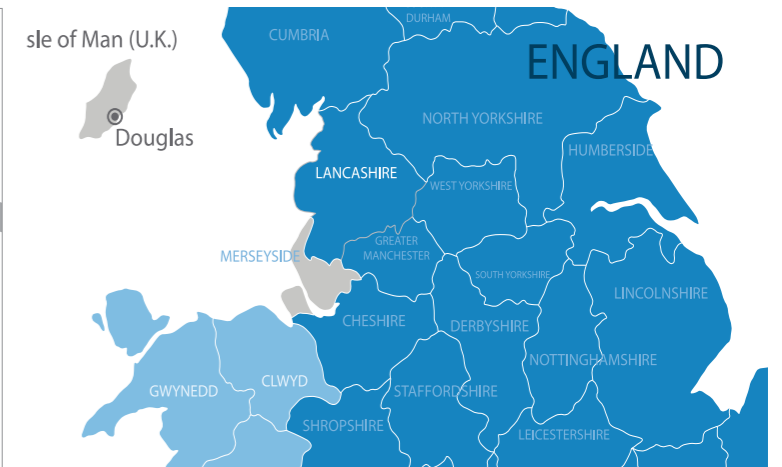 sle of Man (U.K.)
Douglas
DURHAM
CUMBRIA
ENGLAND
NORTH YORKSHIRE
HUMBERSIDE
LANCASHIRE
WEST YORKSHIRE
MERSEYSIDE
GREATER
MANCHESTER
SOUTH YORKSHIRE
LINCOLNSHIRE
CHESHIRE
DERBYSHIRE
NOTTINGHAMSHIRE
GWYNEDD
CLWYD
STAFFORDSHIRE
SHROPSHIRE
LEICESTERSHIRE